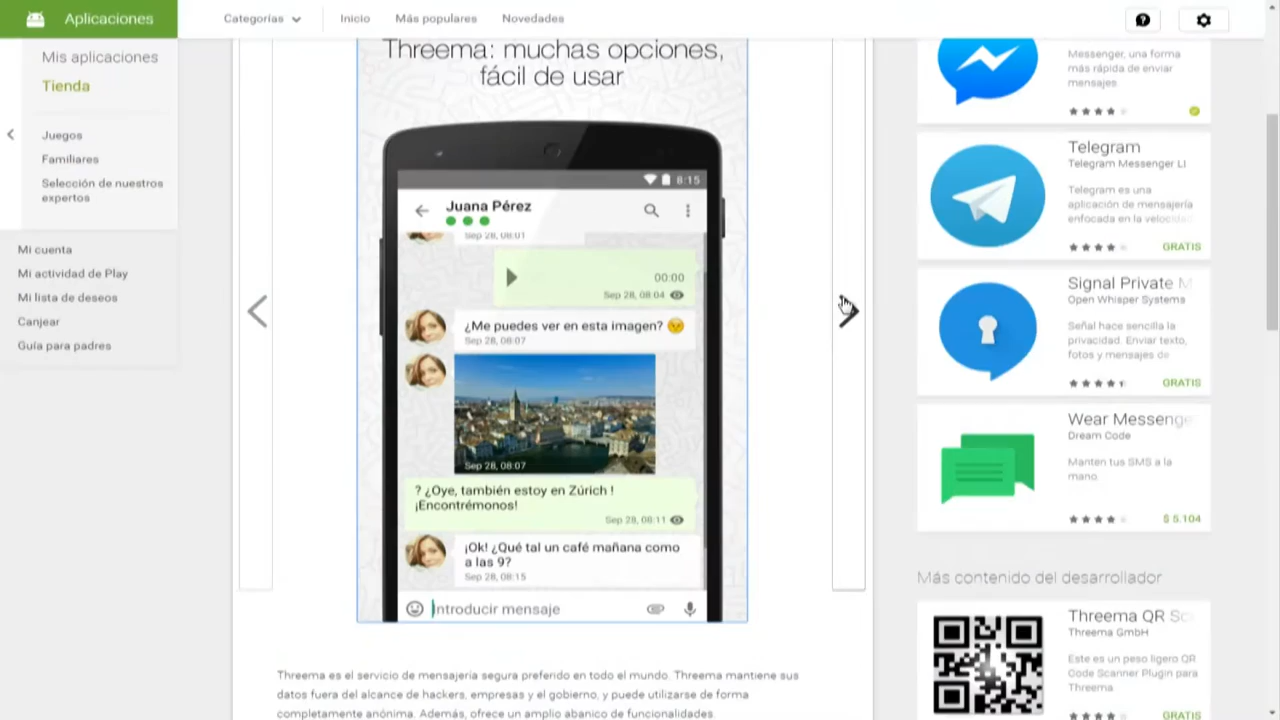 Aplicaciones
Categorías
Inicio
Más populares
Novedades
Mis aplicaciones
Tienda
Juegos
Familiares
Selección de nuestros
expertos
Mi cuenta
Mi actividad de Play
Mi lista de deseos
Canjear
Guía para padres
Threema: muchas opciones,
fácil de usar
8:15
Juana Pérez
Sep 28, 08:01
00:00
Sep 28, 08:04
¿Me puedes ver en esta imagen?
Sep 28, 08:07
Sep 28, 08:07
? ¿Oye, también estoy en Zúrich !
¡Encontrémonos!
Sep 28, 08:11
¡Ok! ¿Qué tal un café mañana como
a las 9?
Sep 28, 08:15
Introducir mensaje
Threema es el servicio de mensajería segura preferido en todo el mundo. Threema mantiene sus
datos fuera del alcance de hackers, empresas y el gobierno, y puede utilizarse de forma
completamente anónima. Además, ofrece un amplio abanico de funcionalidades
Messenger, una forma
más rápida de enviar
mensajes
Telegram
Telegram Messenger LL
Telegram es una
aplicación de mensajería
enfocada en la velocidad
GRATIS
Signal Private M
Open Whisper Systems
Señal hace sencilla la
privacidad. Enviar texto,
fotos y mensajes de
GRATIS
Wear Messenge
Dream Code
Manten tus SMS a la
mano.
$ 5.104
Más contenido del desarrollador
Threema QR Sc
Threema GmbH
Este es un peso ligero QR
Code Scanner Plugin para
Threema
GRATIS